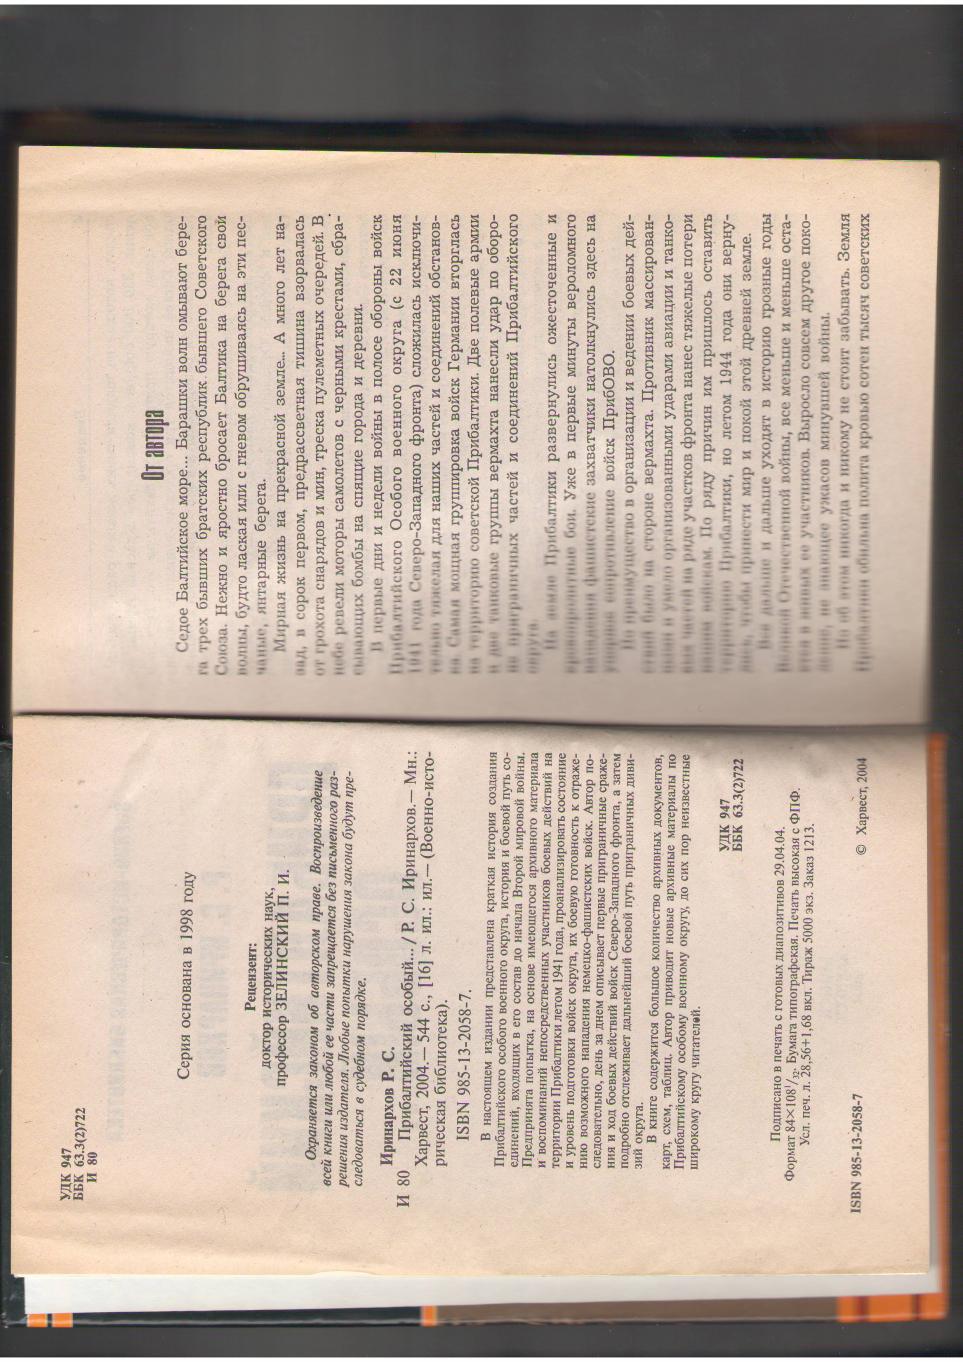 УДК 947
ББК 63.3(2)722
И 80
Серия основана в 1998 году
Рецензент:
доктор исторических наук,
профессор ЗЕЛИНСКИЙ П. И.
Охраняется законом об авторском праве. Воспроизведение
всей книги или любой ее части запрещается без письменного раз-
решения издателя. Любые попытки нарушения закона будут пре-
следоваться в судебном порядке.
Иринархов Р. С.
И 80 Прибалтийский особый... / Р. С. Иринархов.— Мн.:
Харвест, 2004.— 544 с., [16] л. ил.: ил.— (Военно-исто-
рическая библиотека).
ISBN 985-13-2058-7.
В настоящем издании представлена краткая история создания
Прибалтийского особого военного округа, история и боевой путь со-
единений, входящих в его состав до начала Второй мировой войны.
Предпринята попытка, на основе имеющегося архивного материала
и воспоминаний непосредственных участников боевых действий на
территории Прибалтики летом 1941 года, проанализировать состояние
и уровень подготовки войск округа, их боевую готовность к отраже-
нию возможного нападения немецко-фашистских войск. Автор по-
следовательно, день за днем описывает первые приграничные сраже-
ния и ход боевых действий войск Северо-Западного фронта, а затем
подробно отслеживает дальнейший боевой путь приграничных диви-
зий округа.
В книге содержится большое количество архивных документов,
карт, схем, таблиц. Автор приводит новые архивные материалы по
Прибалтийскому особому военному округу, до сих пор неизвестные
широкому кругу читателей.
УДК 947
ББК 63.3(2)722
Подписано в печать с готовых диапозитивов 29.04.04.
Формат 84×108 1/32. Бумага типографская. Печать высокая с ФПФ.
Усл. печ. л. 28,56+1,68 вкл. Тираж 5000 экз. Заказ 1213.
ISBN 985-13-2058-7 © Харвест, 2004
От автора
Седое Балтийское море... Барашки волн омывают бере-
га трех бывших братских республик бывшего Советского
Союза. Нежно и яростно бросает Балтика на берега свои
волны, будто лаская или с гневом обрушиваясь на эти пес-
чаные, янтарные берега.
Мирная жизнь на прекрасной земле... А много лет на-
зад, в сорок первом, предрассветная тишина взорвалась
от грохота снарядов и мин, треска пулеметных очередей. В
небе ревели моторы самолетов с черными крестами, сбра-
сывающих бомбы на спящие города и деревни.
В первые дни и недели войны в полосе обороны войск
Прибалтийского Особого военного округа (с 22 июня
1941 года Северо-Западного фронта) сложилась исключи-
тельно тяжелая для наших частей и соединений обстанов-
ка. Самая мощная группировка войск Германии вторглась
на территорию советской Прибалтики. Две полевые армии
и две танковые группы вермахта нанесли удар по оборо-
не приграничных частей и соединений Прибалтийского
округа.
На земле Прибалтики развернулись ожесточенные и
кровопролитные бои. Уже в первые минуты вероломного
нападения фашистские захватчики натолкнулись здесь на
упорное сопротивление войск ПрибОВО.
Но преимущество в организации и ведении боевых дей-
ствий было на стороне вермахта. Противник массирован-
ными и умело организованными ударами авиации и танко-
вых частей на ряде участков фронта нанес тяжелые потери
нашим войскам. По ряду причин им пришлось оставить
территорию Прибалтики, но летом 1944 года они верну-
лись, чтобы принести мир и покой этой древней земле.
Все дальше и дальше уходят в историю грозные годы
Великой Отечественной войны, все меньше и меньше оста-
ется в живых ее участников. Выросло совсем другое поко-
ление, не знающее ужасов минувшей войны.
Но об этом никогда и никому не стоит забывать. Земля
Прибалтики обильна полита кровью сотен тысяч советских